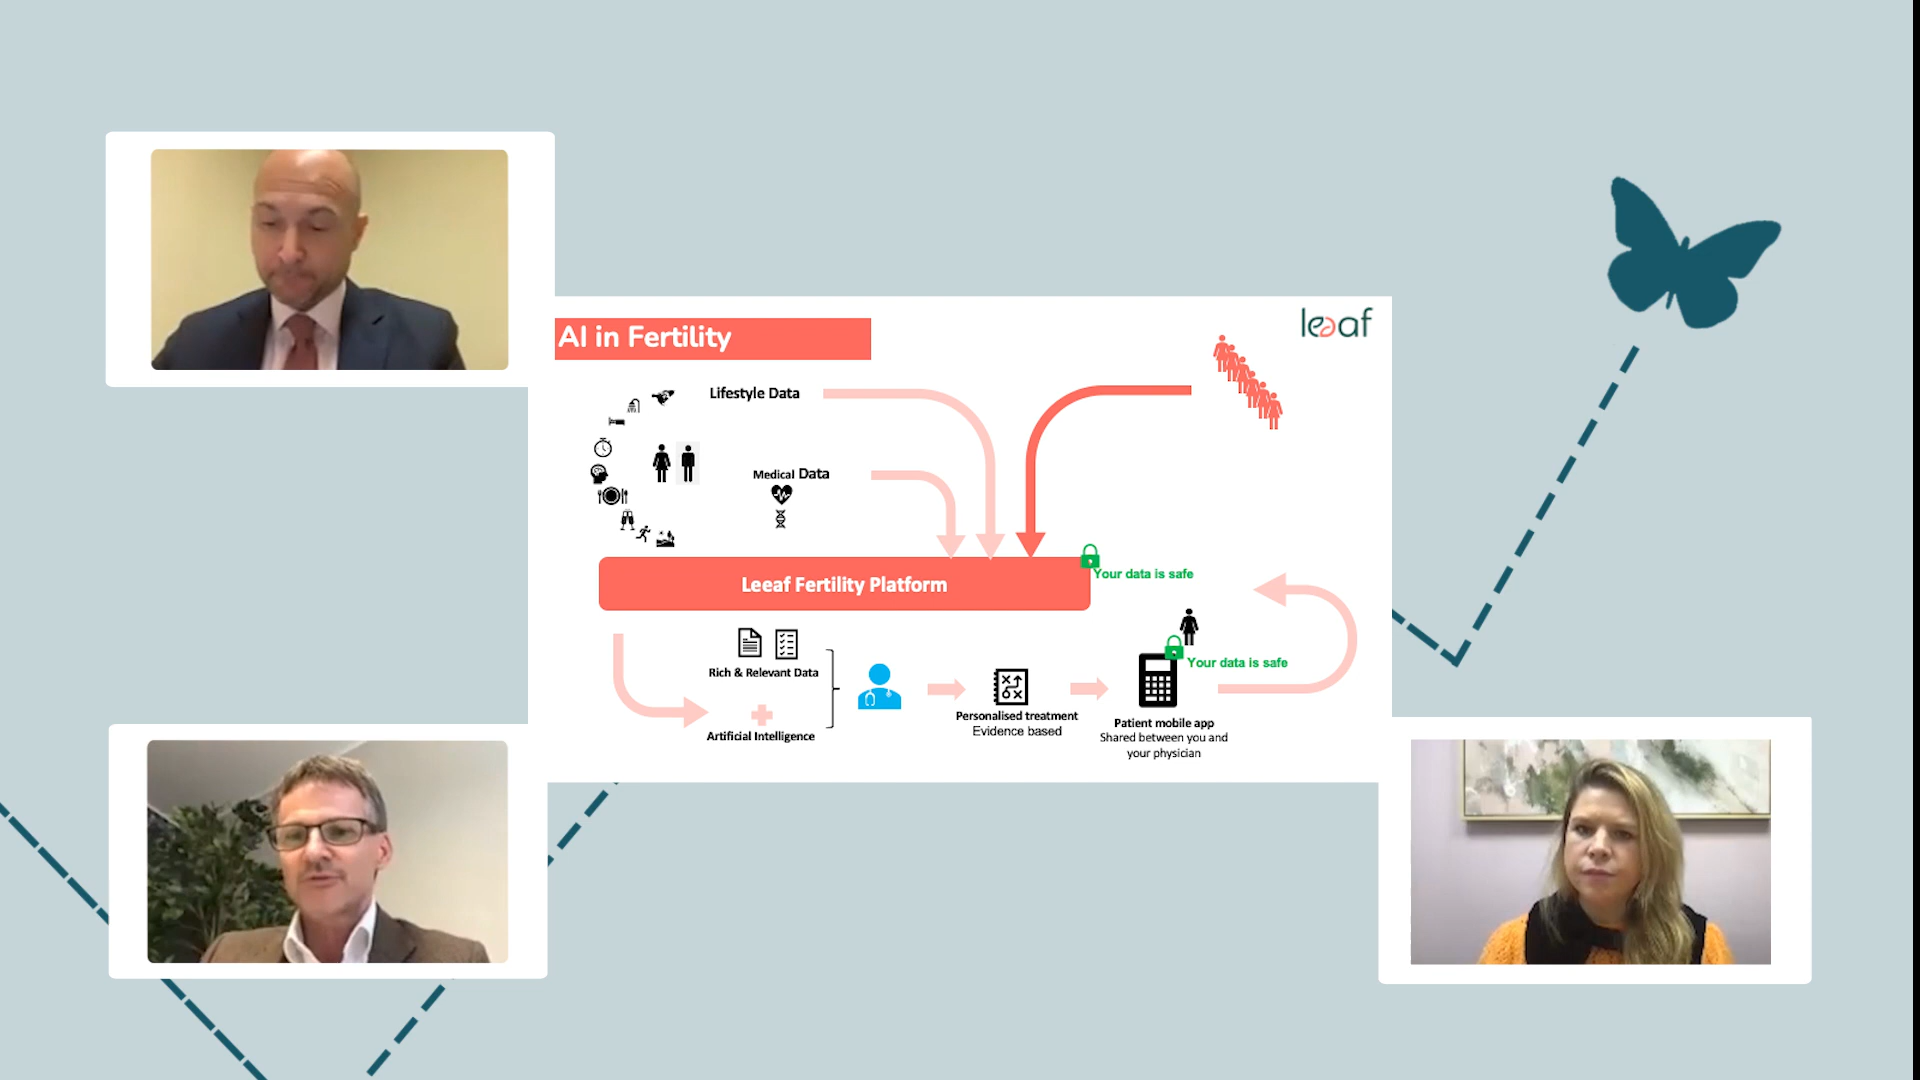 AI in Fertility
leeaf
Lifestyle Data
Medical Data
Leeaf Fertility Platform
Your data is safe
Rich & Relevant Data
Artificial Intelligence
Personalised treatment
Evidence based
Your data is safe
Patient mobile app
Shared between you and
your physician